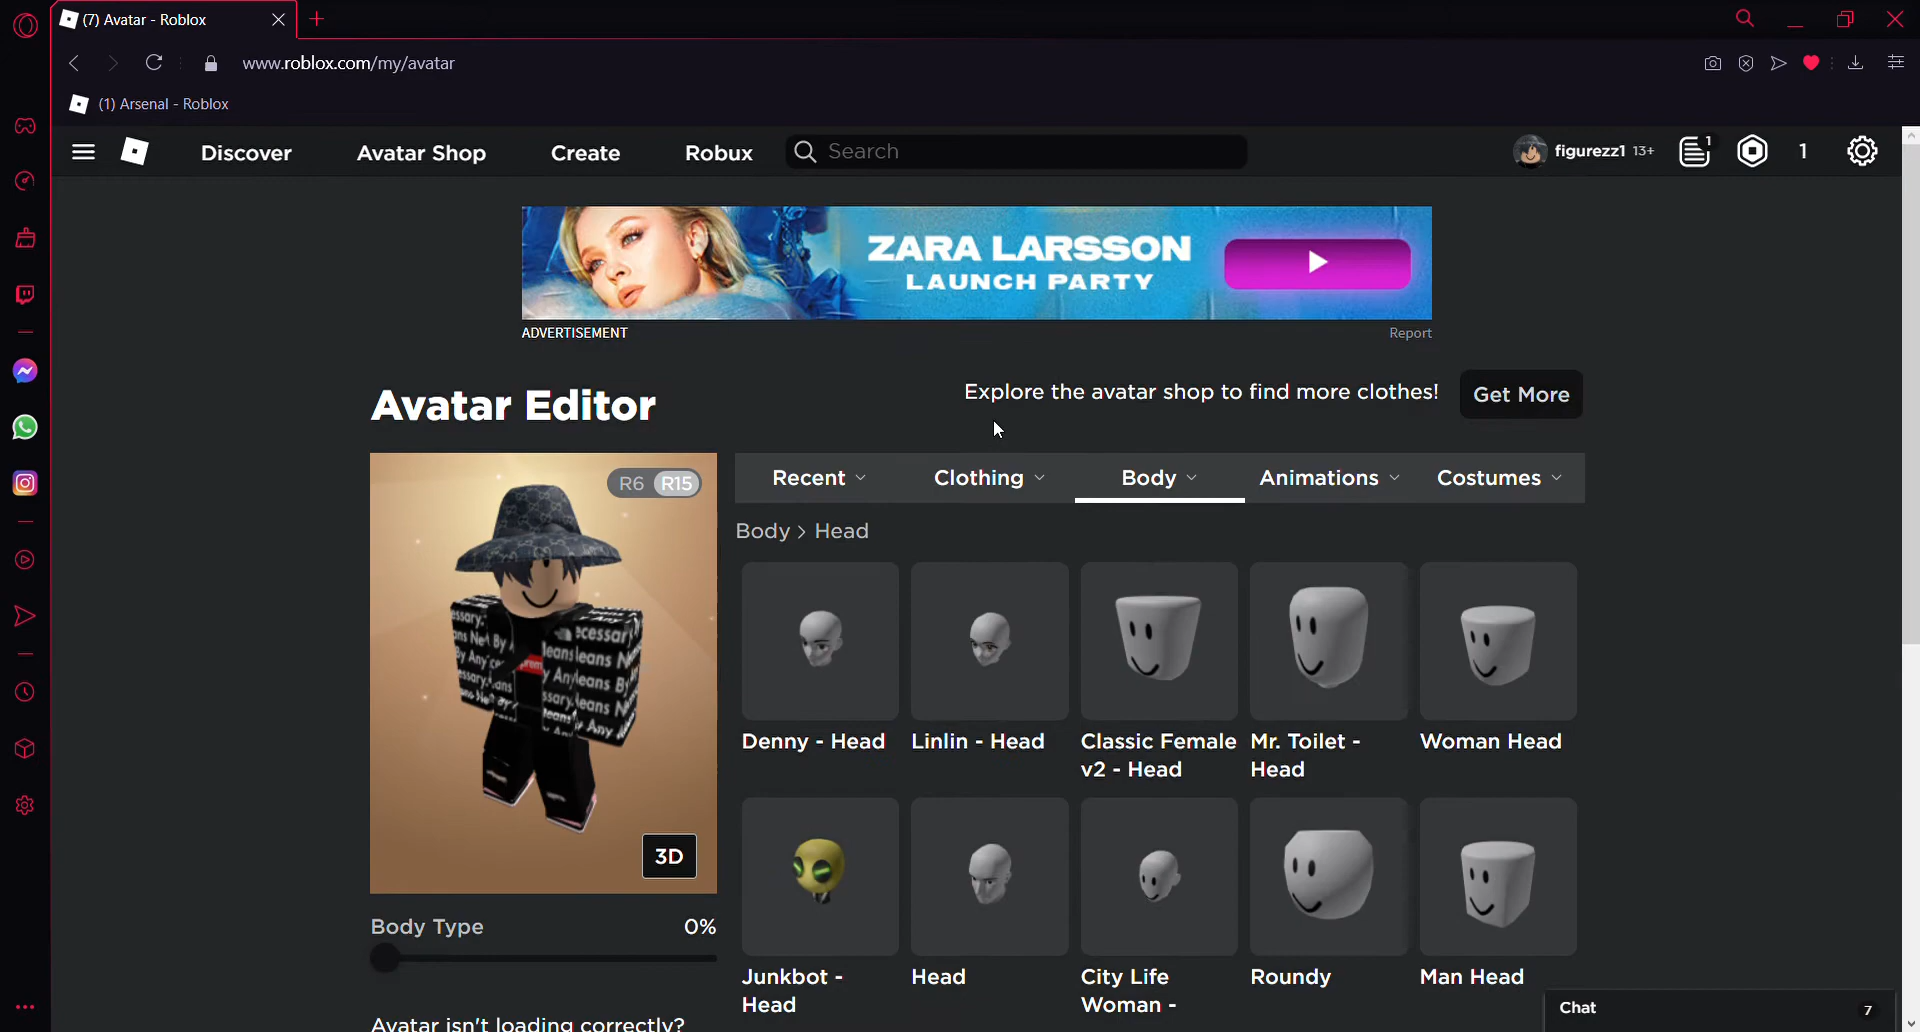 (7) Avatar - Roblox
www.roblox.com/my/avatar
(1) Arsenal - Roblox
Discover
Avatar Shop
Create
Robux
Search
figurezz1 13+
1
1
ZARA LARSSON
LAUNCH PARTY
ADVERTISEMENT
Report
Avatar Editor
Explore the avatar shop to find more clothes!
Get More
R6 R15
3D
Body Type 0%
Avatar isn't loading correctly?
Recent
Clothing
Body
Animations
Costumes
Body > Head
Denny - Head
Linlin - Head
Classic Female
v2 - Head
Mr. Toilet -
Head
Woman Head
Junkbot -
Head
Head
City Life
Woman -
Roundy
Man Head
Chat 7